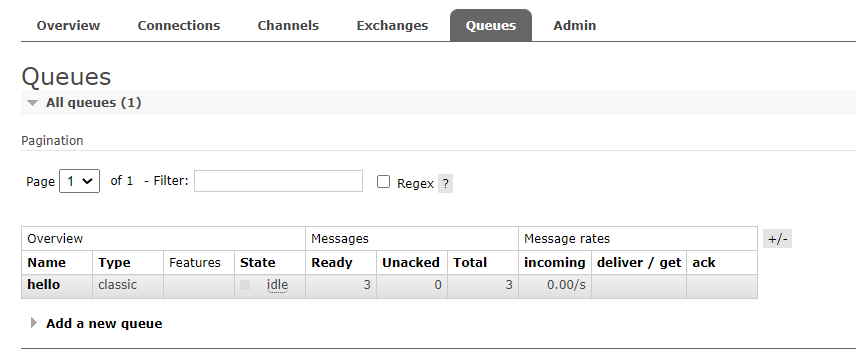 Overview Connections Channels Exchanges Queues Admin
Queues
All queues (1)
Pagination
Page 1 of 1 - Filter: Regex ?
Overview Messages Message rates +/-
Name Type Features State Ready Unacked Total incoming deliver / get ack
hello classic idle 3 0 3 0.00/s
Add a new queue